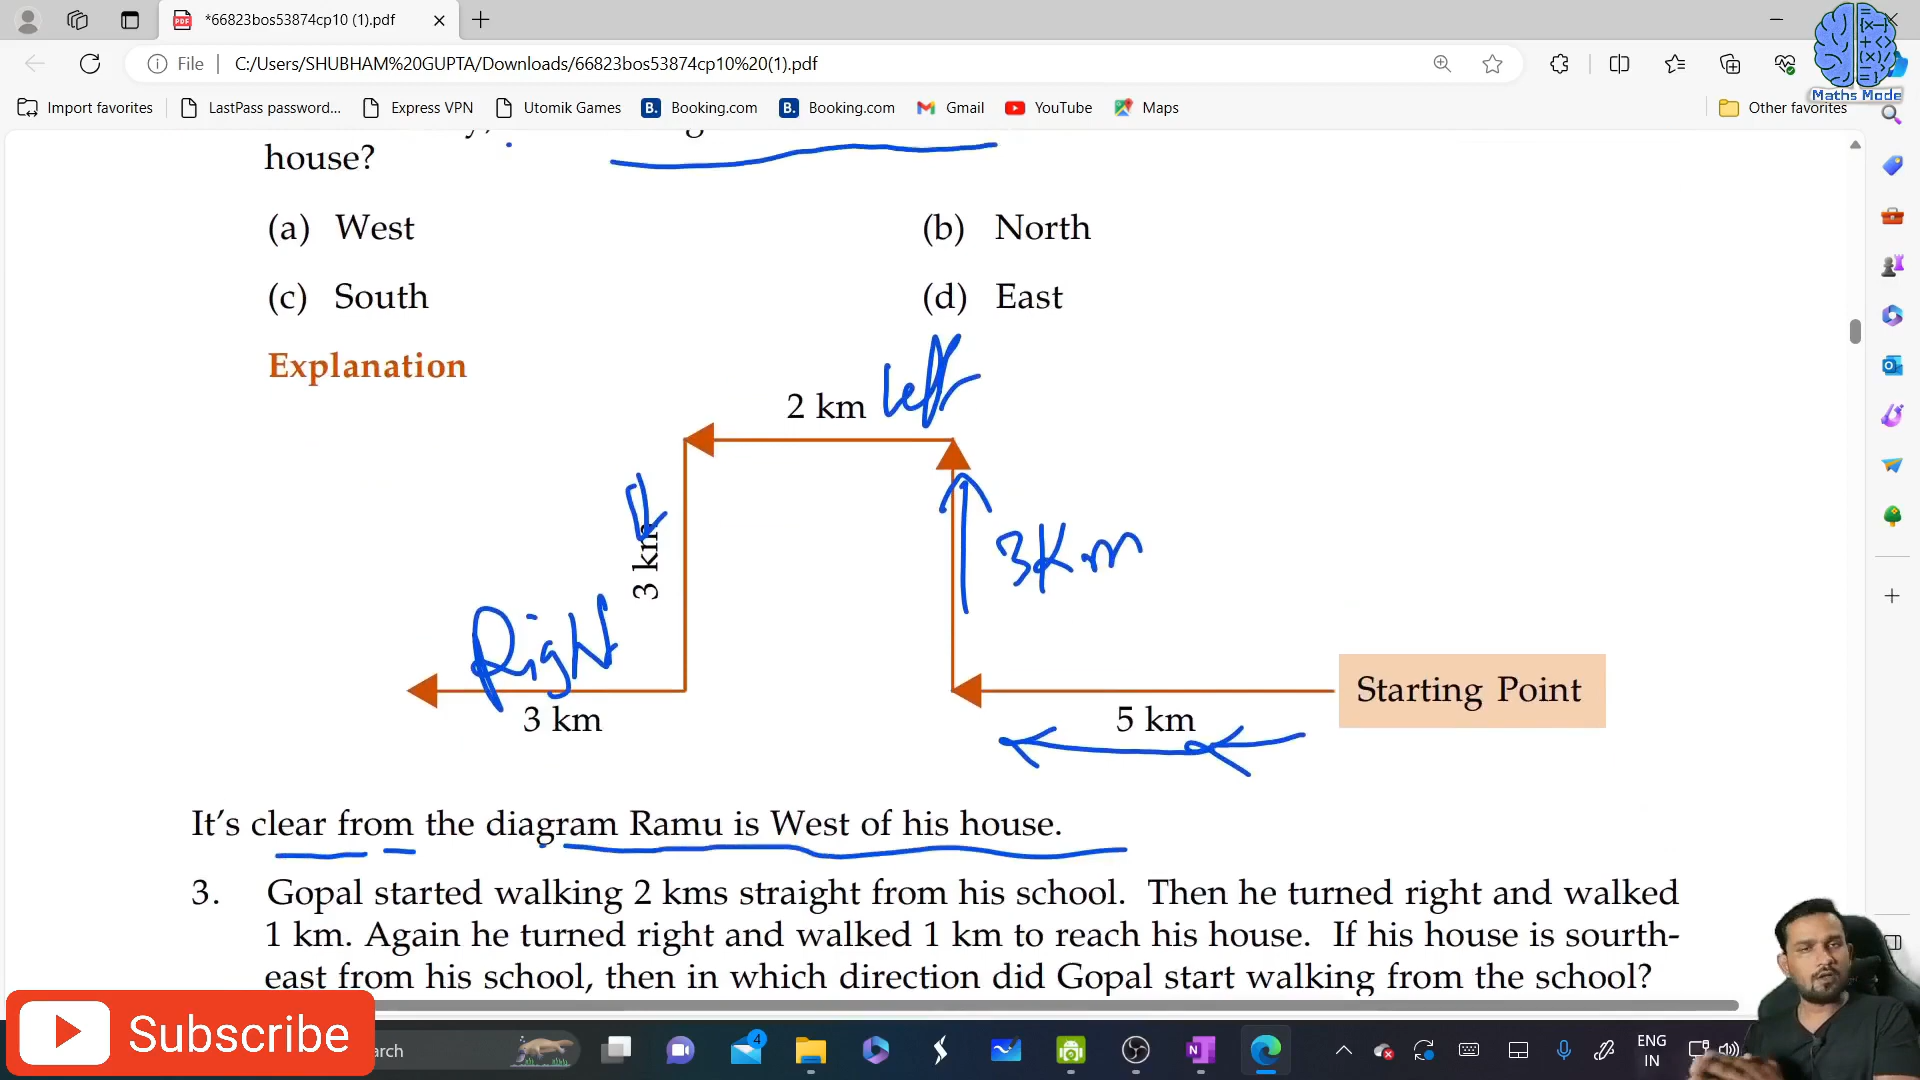 *66823bos53874cp10 (1).pdf
File
C:/Users/SHUBHAM%20GUPTA/Downloads/66823bos53874cp10%20(1).pdf
Maths Mode
Import favorites
LastPass password...
Express VPN
Utomik Games
Booking.com
Booking.com
Gmail
YouTube
Maps
Other favorites
house?
(a) West
(b) North
(c) South
(d) East
Explanation
2 km
Left
3 km
3Km
Right
3 km
5 km
Starting Point
It's clear from the diagram Ramu is West of his house.
3. Gopal started walking 2 kms straight from his school. Then he turned right and walked
1 km. Again he turned right and walked 1 km to reach his house. If his house is sourth-
east from his school, then in which direction did Gopal start walking from the school?
Subscribe
arch
4
ENG
IN